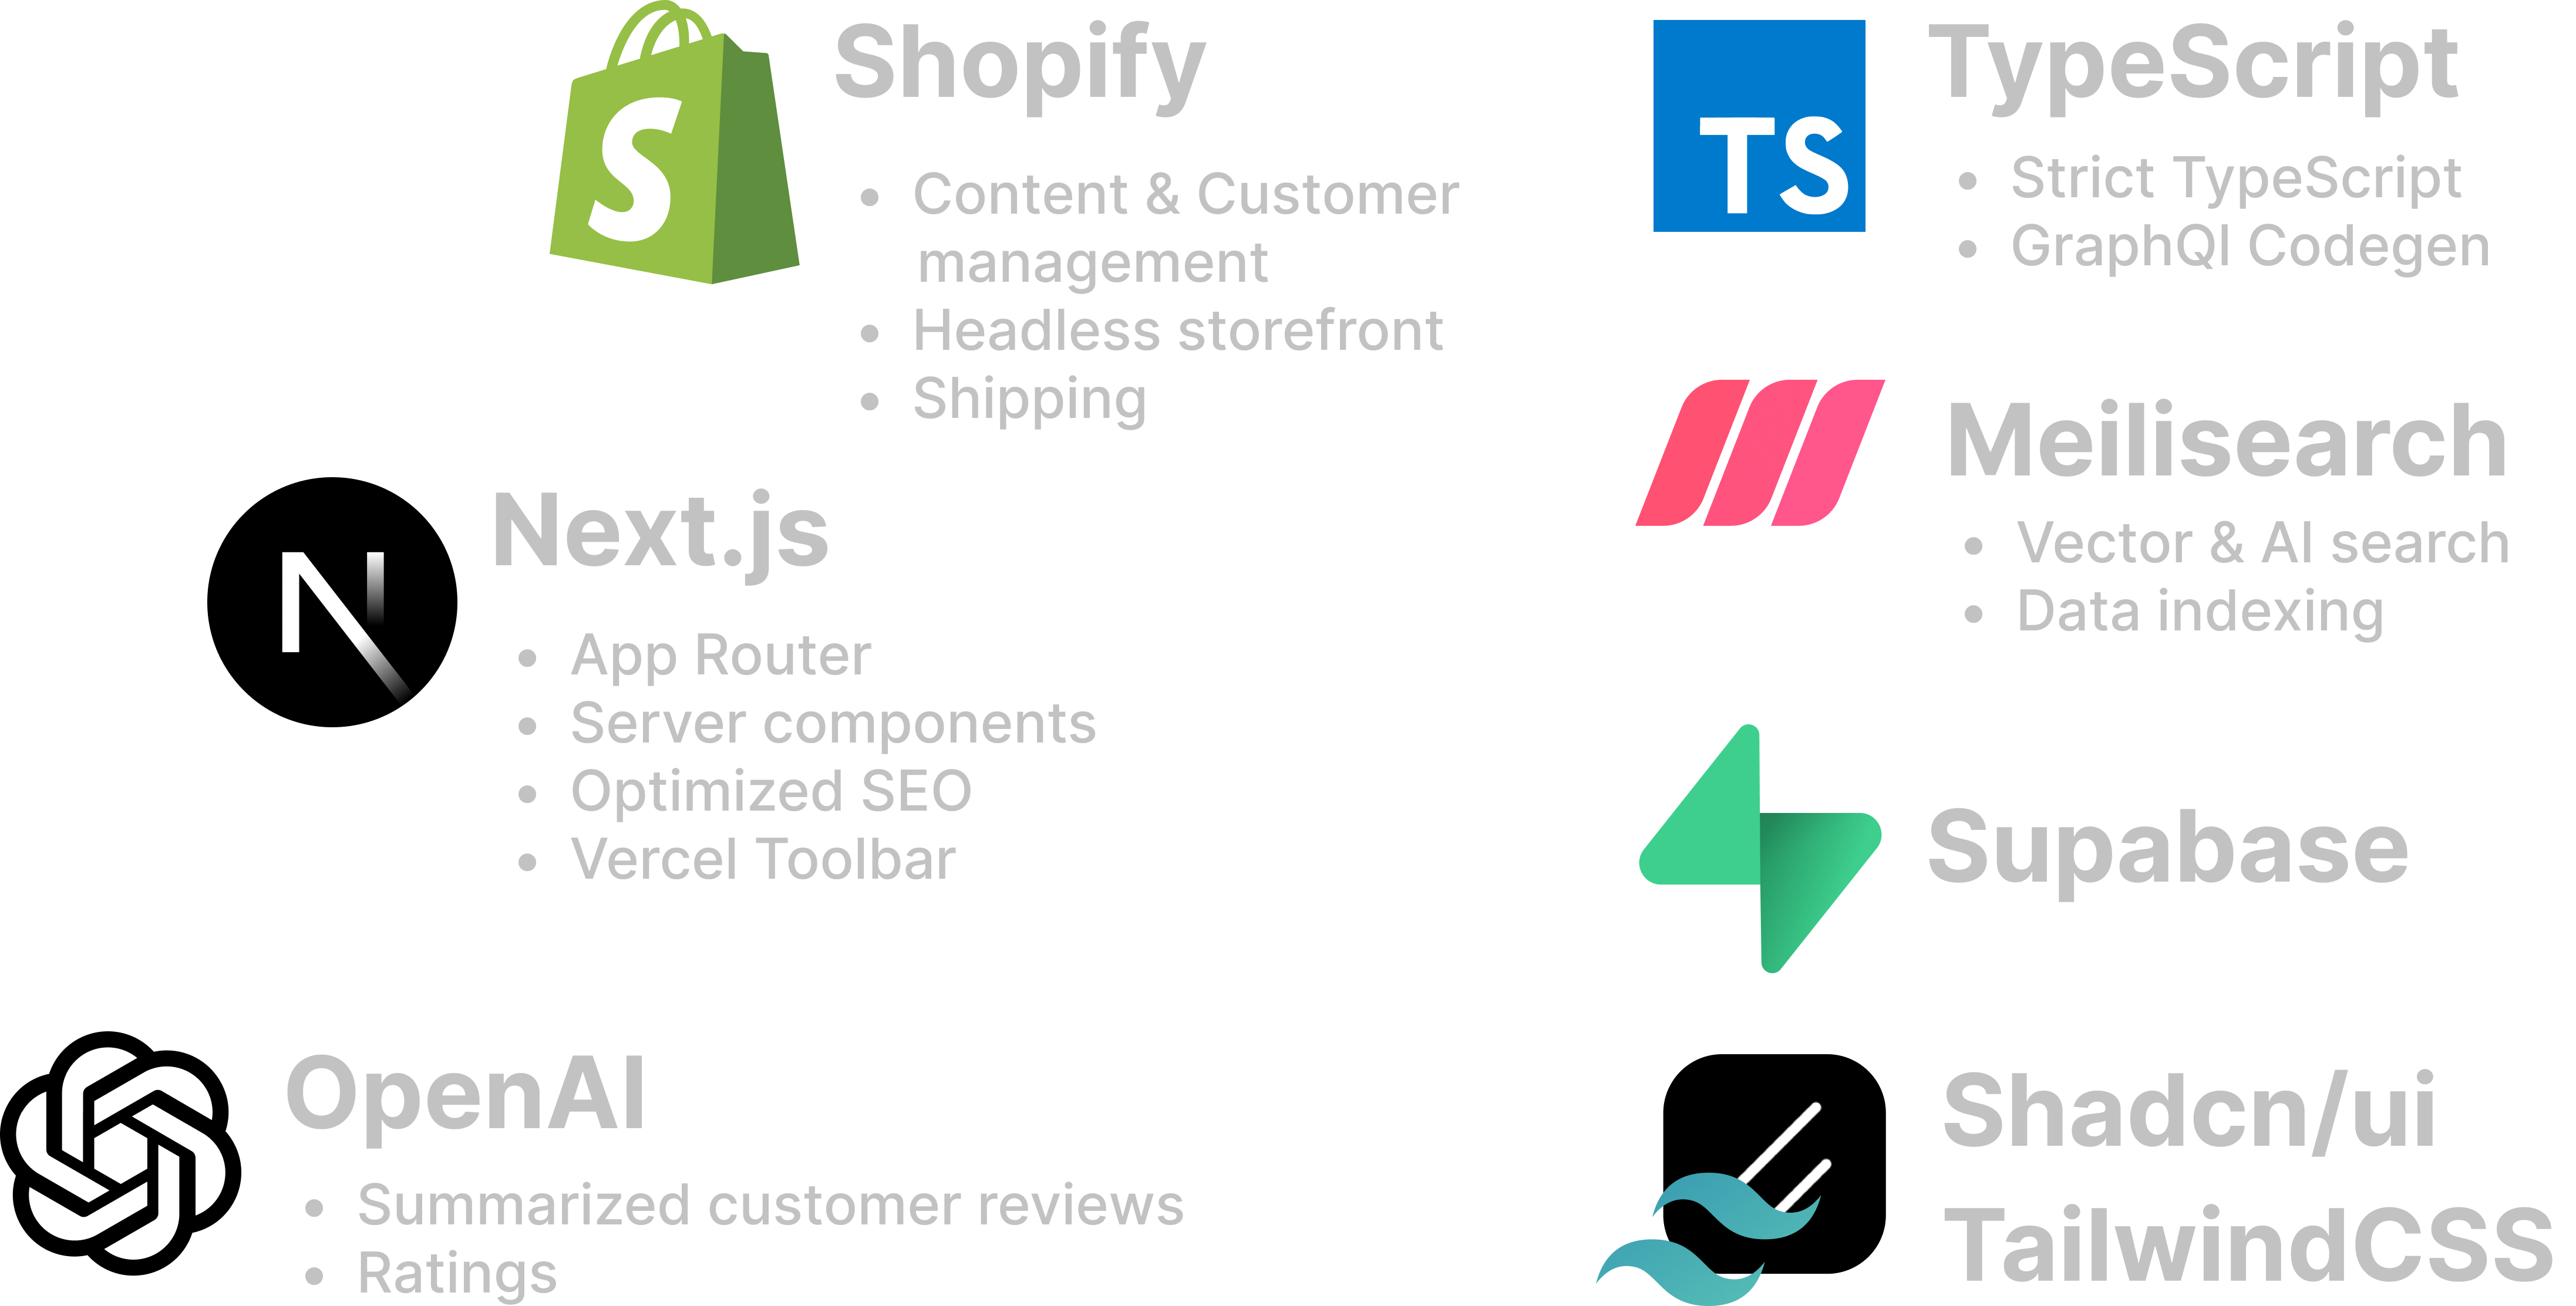 Shopify
• Content & Customer
management
• Headless storefront
• Shipping
Next.js
• App Router
• Server components
• Optimized SEO
• Vercel Toolbar
OpenAI
• Summarized customer reviews
• Ratings
TS
TypeScript
• Strict TypeScript
• GraphQl Codegen
Meilisearch
• Vector & AI search
• Data indexing
Supabase
Shadcn/ui
TailwindCSS